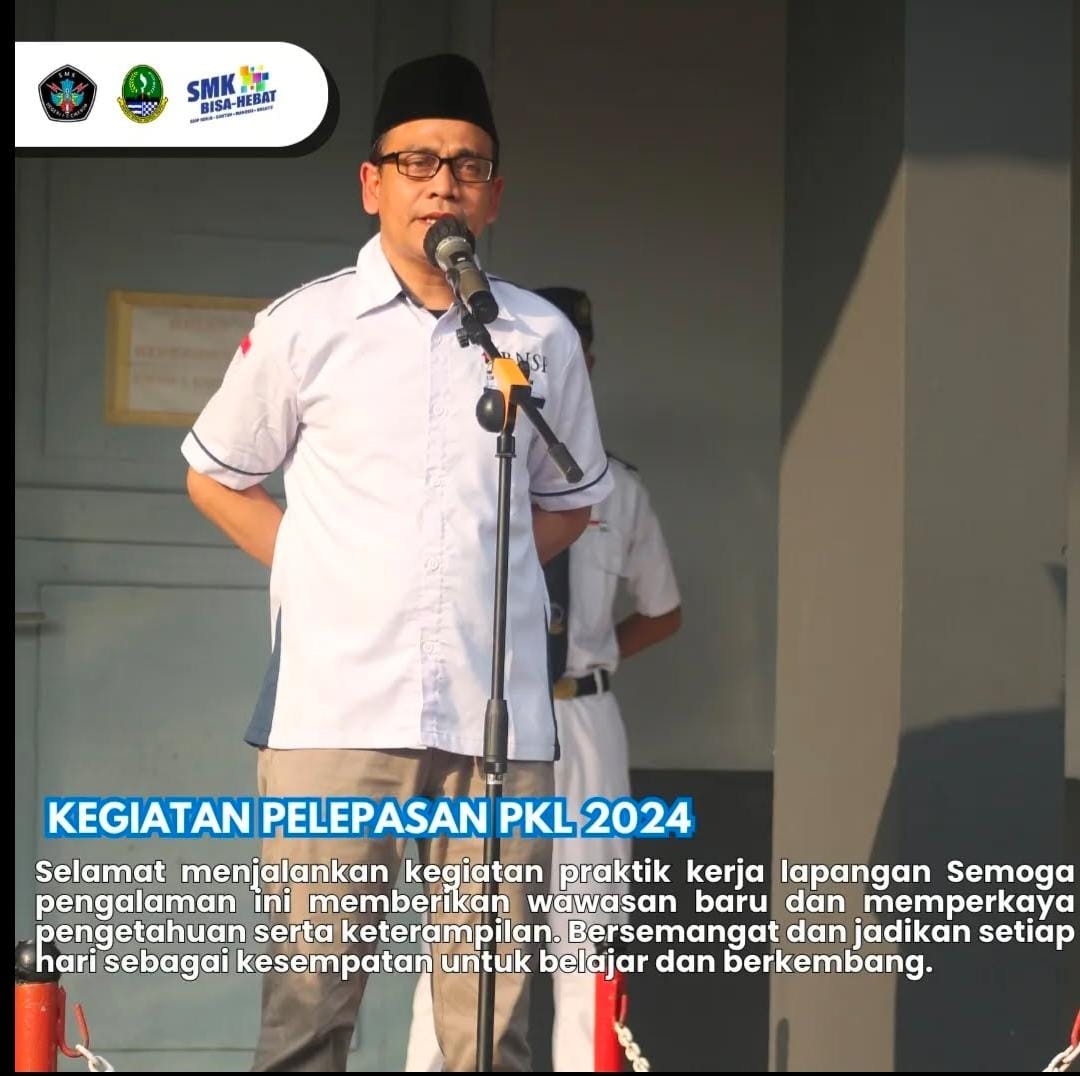 SMK
BISA-HEBAT
KEGIATAN PELEPASAN PKL 2024
Selamat menjalankan kegiatan praktik kerja lapangan Semoga
pengalaman ini memberikan wawasan baru dan memperkaya
pengetahuan serta keterampilan. Bersemangat dan jadikan setiap
hari sebagai kesempatan untuk belajar dan berkembang.